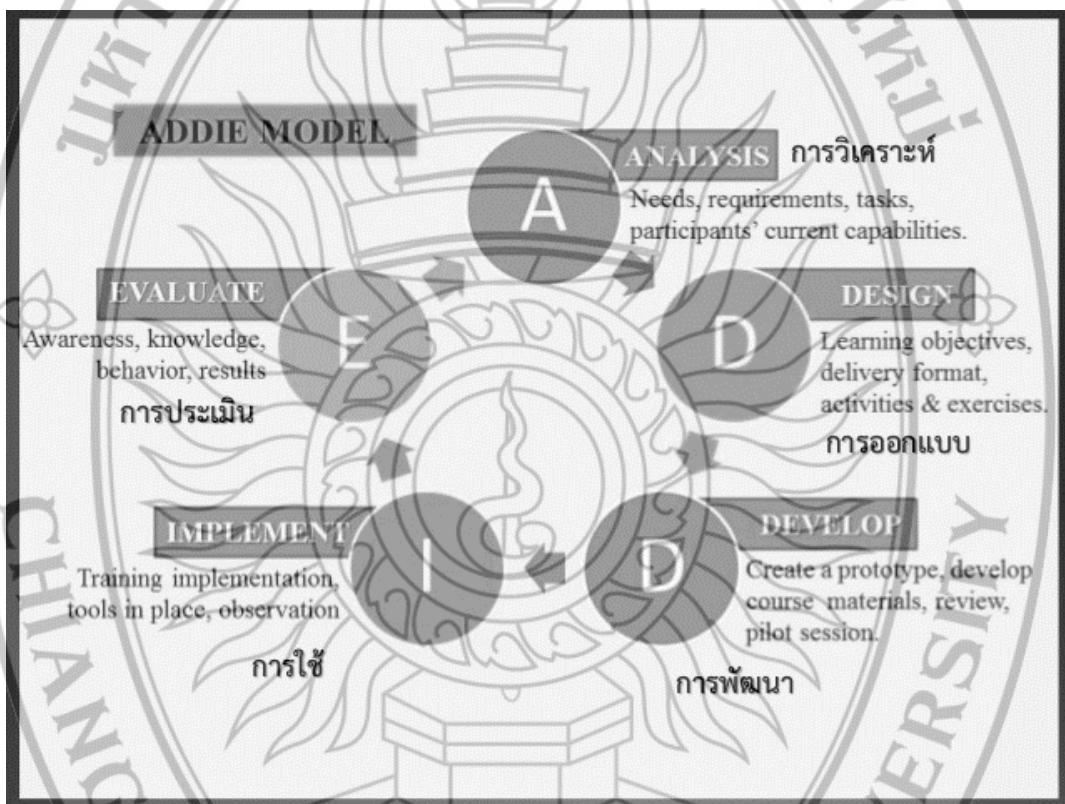 ADDIE MODEL
A
ANALYSIS การวิเคราะห์
Needs, requirements, tasks,
participants' current capabilities.
D
DESIGN
Learning objectives,
delivery format,
activities & exercises.
การออกแบบ
D
DEVELOP
Create a prototype, develop
course materials, review,
pilot session.
การพัฒนา
I
IMPLEMENT
Training implementation,
tools in place, observation
การใช้
E
EVALUATE
Awareness, knowledge,
behavior, results
การประเมิน